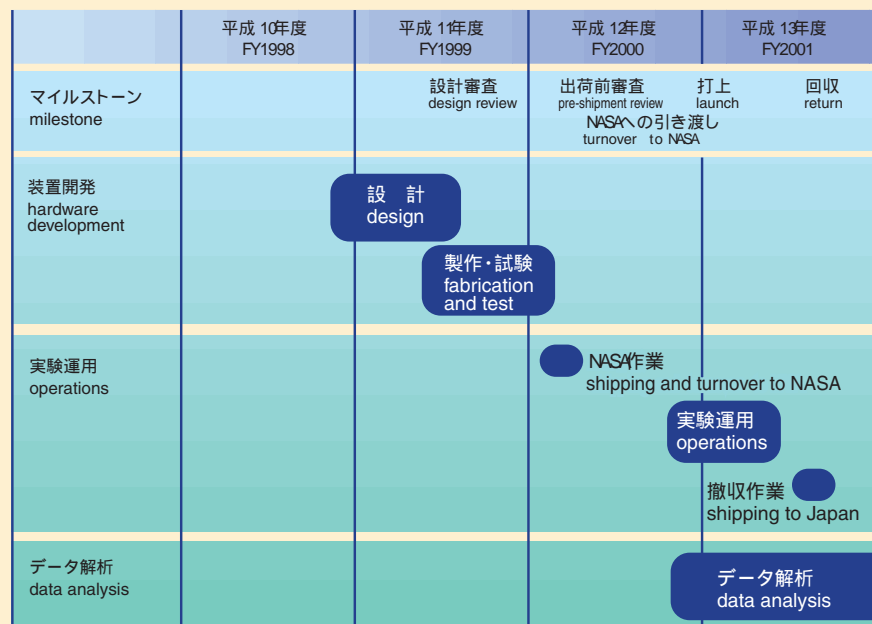 平成 10年度
FY1998
平成 11年度
FY1999
平成 12年度
FY2000
平成 13年度
FY2001
マイルストーン
milestone
設計審査
design review
出荷前審査
pre-shipment review
NASAへの引き渡し
turnover to NASA
打上
launch
回収
return
装置開発
hardware
development
設 計
design
製作・試験
fabrication
and test
実験運用
operations
NASA作業
shipping and turnover to NASA
実験運用
operations
撤収作業
shipping to Japan
データ解析
data analysis
データ解析
data analysis